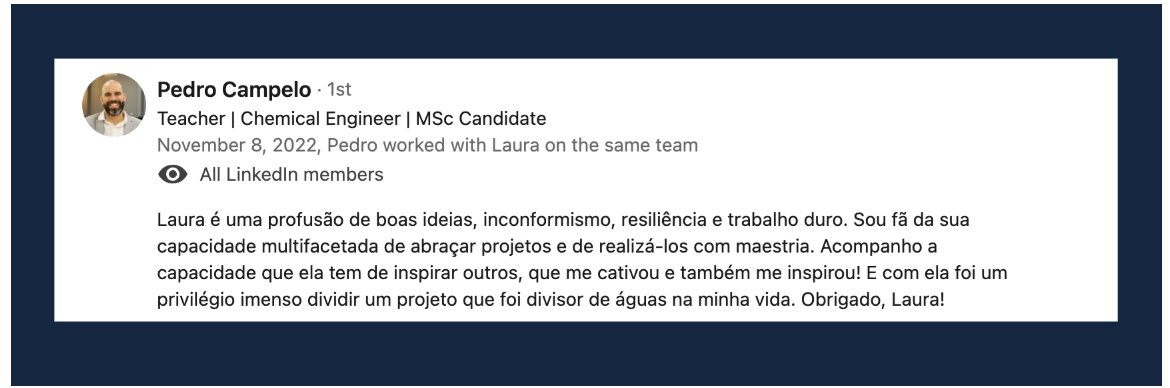 Pedro Campelo · 1st
Teacher | Chemical Engineer | MSc Candidate
November 8, 2022, Pedro worked with Laura on the same team
All LinkedIn members
Laura é uma profusão de boas ideias, inconformismo, resiliência e trabalho duro. Sou fã da sua
capacidade multifacetada de abraçar projetos e de realizá-los com maestria. Acompanho a
capacidade que ela tem de inspirar outros, que me cativou e também me inspirou! E com ela foi um
privilégio imenso dividir um projeto que foi divisor de águas na minha vida. Obrigado, Laura!